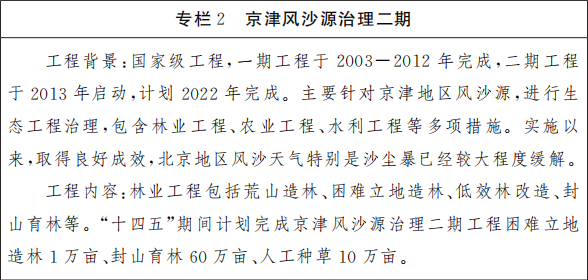 专栏2 京津风沙源治理二期
工程背景:国家级工程,一期工程于2003—2012年完成,二期工程
于2013年启动,计划2022年完成。主要针对京津地区风沙源,进行生
态工程治理,包含林业工程、农业工程、水利工程等多项措施。实施以
来,取得良好成效,北京地区风沙天气特别是沙尘暴已经较大程度缓解。
工程内容:林业工程包括荒山造林、困难立地造林、低效林改造、封
山育林等。“十四五”期间计划完成京津风沙源治理二期工程困难立地
造林1万亩、封山育林60万亩、人工种草10万亩。